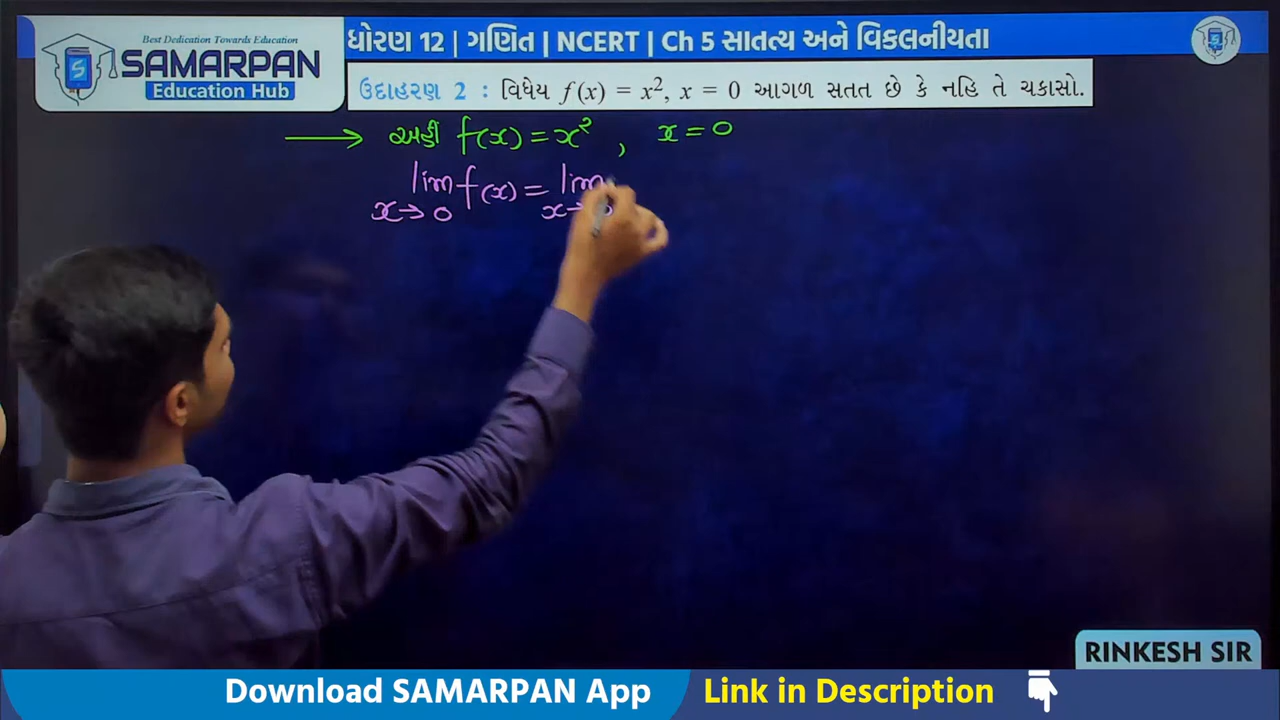 Best Dedication Towards Education
SAMARPAN
Education Hub
ધોરણ 12 | ગણિત | NCERT | Ch 5 સાતત્ય અને વિકલનીયતા
ઉદાહરણ 2 : વિધેય f(x) = x², x = 0 આગળ સતત છે કે નહિ તે ચકાસો.
→ અહીં f(x) = x² , x = 0
lim f(x) = lim
x→0 x→0
RINKESH SIR
Download SAMARPAN App Link in Description